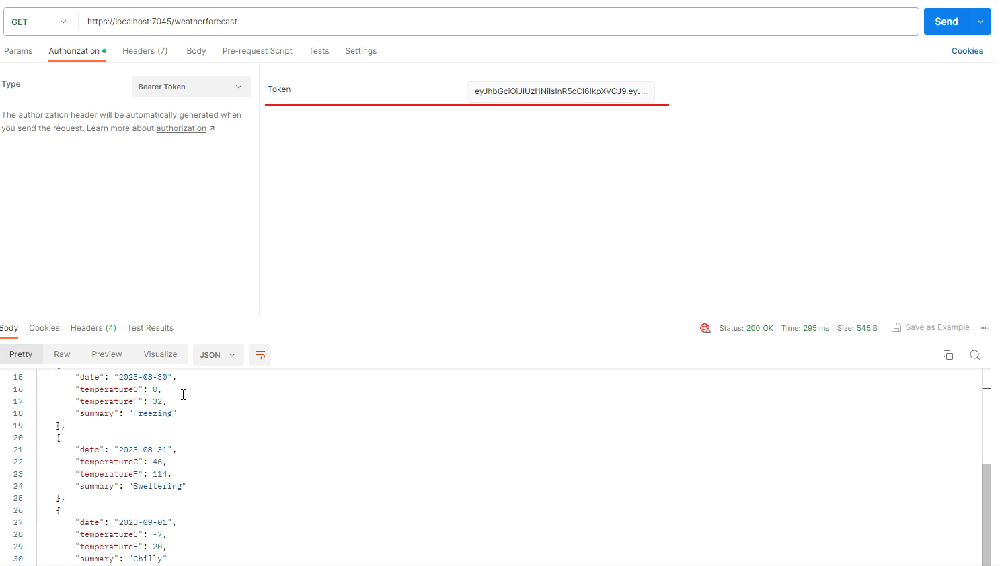 GET
https://localhost:7045/weatherforecast
Send
Params
Authorization
Headers (7)
Body
Pre-request Script
Tests
Settings
Cookies
Type
Bearer Token
The authorization header will be automatically generated when
you send the request. Learn more about authorization ↗
Token
eyJhbGciOiJIUzI1NiIsInR5cCI6IkpXVCJ9.ey...
Body
Cookies
Headers (4)
Test Results
Status: 200 OK
Time: 295 ms
Size: 545 B
Save as Example
Pretty
Raw
Preview
Visualize
JSON
15 "date": "2023-08-30",
16 "temperatureC": 0,
17 "temperatureF": 32,
18 "summary": "Freezing"
19 },
20 {
21 "date": "2023-08-31",
22 "temperatureC": 46,
23 "temperatureF": 114,
24 "summary": "Sweltering"
25 },
26 {
27 "date": "2023-09-01",
28 "temperatureC": -7,
29 "temperatureF": 20,
30 "summary": "Chilly"